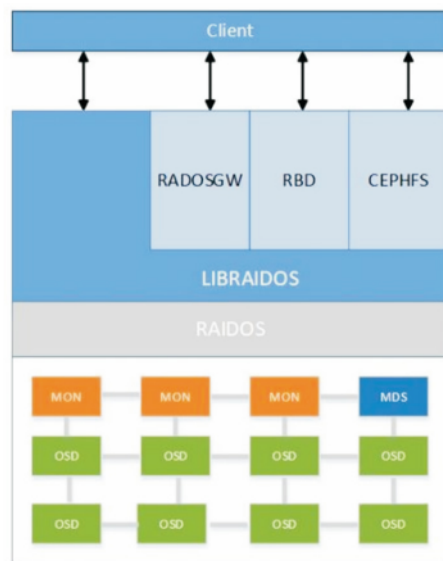 Client
RADOSGW RBD CEPHFS
LIBRAIDOS
RAIDOS
MON MON MON MDS
OSD OSD OSD OSD
OSD OSD OSD OSD